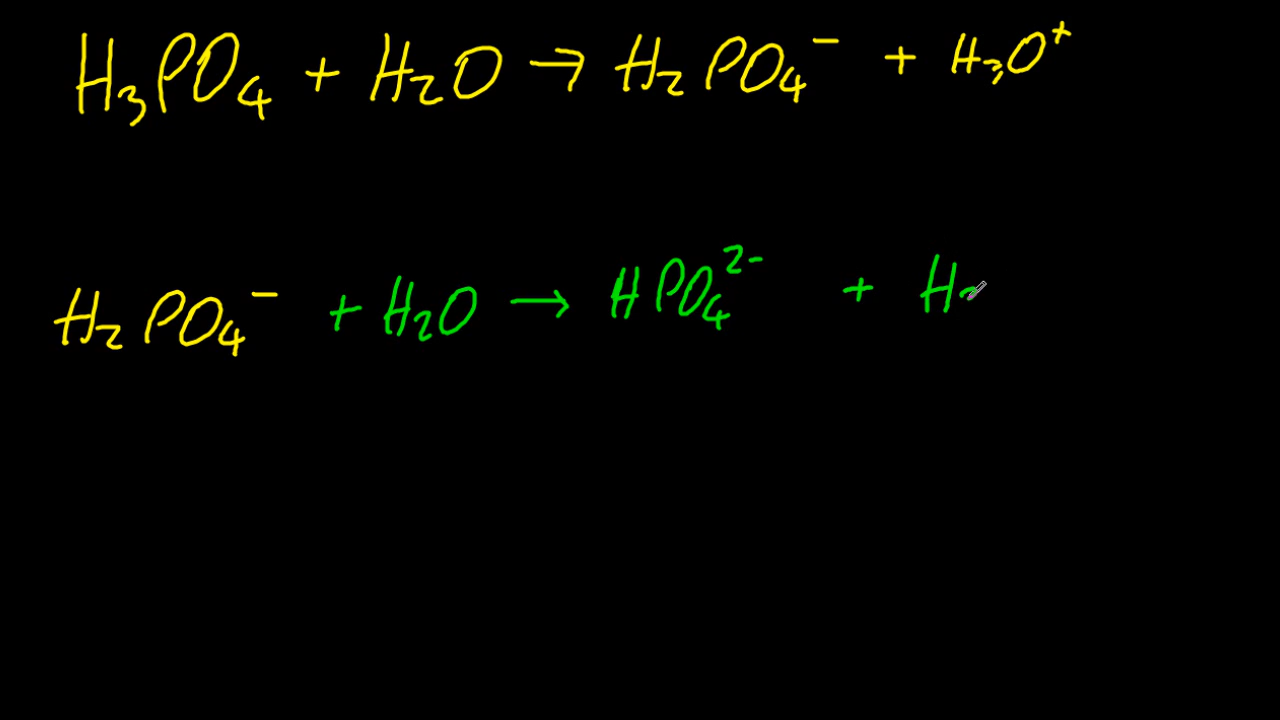 H₃PO₄ + H₂O → H₂PO₄⁻ + H₃O⁺
H₂PO₄⁻ + H₂O → HPO₄²⁻ + H